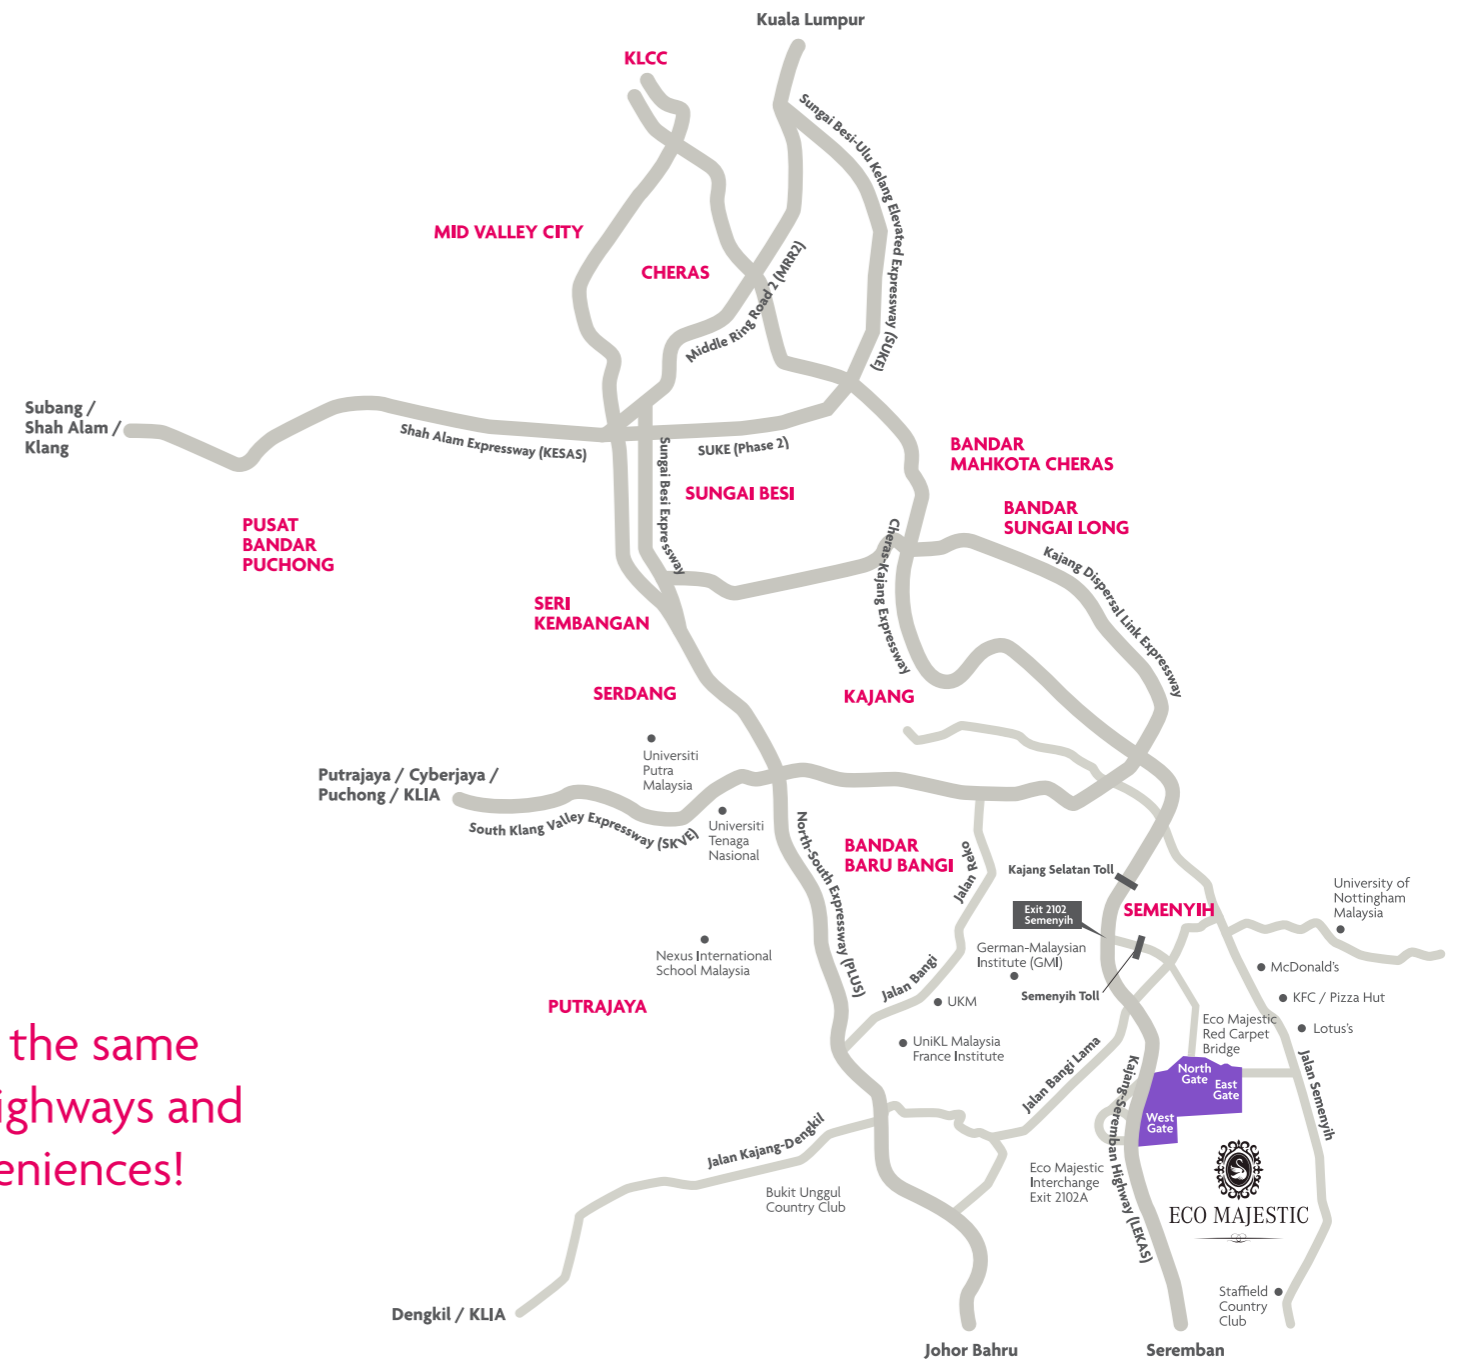 Kuala Lumpur
KLCC
Sungai Besi-Ulu Kelang Elevated Expressway (SUKE)
MID VALLEY CITY
CHERAS
Middle Ring Road 2 (MRR2)
Subang /
Shah Alam /
Klang
Shah Alam Expressway (KESAS)
SUKE (Phase 2)
BANDAR
MAHKOTA CHERAS
Sungai Besi Expressway
SUNGAI BESI
BANDAR
SUNGAI LONG
PUSAT
BANDAR
PUCHONG
Cheras-Kajang Expressway
Kajang Dispersal Link Expressway
SERI
KEMBANGAN
SERDANG
KAJANG
Universiti
Putra
Malaysia
Putrajaya / Cyberjaya /
Puchong / KLIA
South Klang Valley Expressway (SKVE)
Universiti
Tenaga
Nasional
North-South Expressway (PLUS)
BANDAR
BARU BANGI
Jalan Reko
Kajang Selatan Toll
Exit 2102
Semenyih
SEMENYIH
University of
Nottingham
Malaysia
Nexus International
School Malaysia
German-Malaysian
Institute (GMI)
Jalan Bangi
McDonald's
Semenyih Toll
KFC / Pizza Hut
UKM
PUTRAJAYA
Eco Majestic
Red Carpet
Bridge
Lotus's
UniKL Malaysia
France Institute
the same
ighways and
eniences!
Jalan Bangi Lama
Kajang-Seremban Highway (LEKAS)
North
Gate
East
Gate
West
Gate
Jalan Semenyih
Jalan Kajang-Dengkil
Bukit Unggul
Country Club
Eco Majestic
Interchange
Exit 2102A
ECO MAJESTIC
Staffield
Country
Club
Dengkil / KLIA
Johor Bahru
Seremban